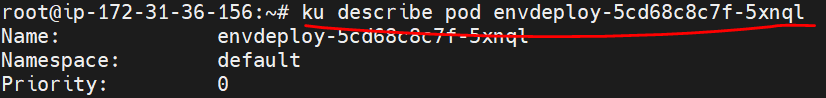 root@ip-172-31-36-156:~# ku describe pod envdeploy-5cd68c8c7f-5xnql
Name:             envdeploy-5cd68c8c7f-5xnql
Namespace:        default
Priority:         0